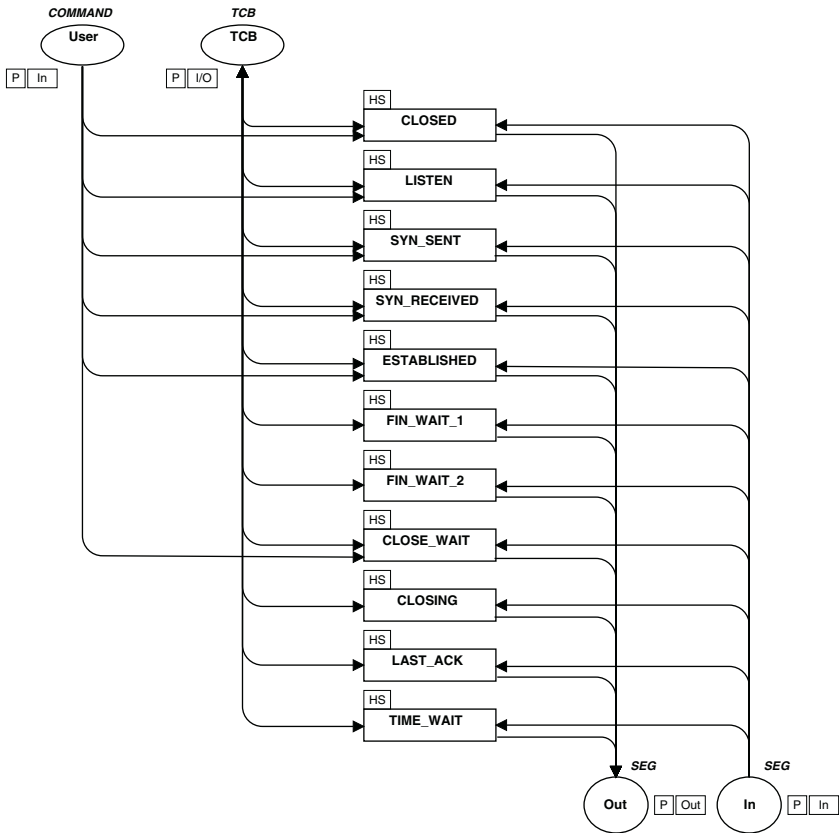 COMMAND
TCB
User
TCB
P In
P I/O
HS
CLOSED
HS
LISTEN
HS
SYN_SENT
HS
SYN_RECEIVED
HS
ESTABLISHED
HS
FIN_WAIT_1
HS
FIN_WAIT_2
HS
CLOSE_WAIT
HS
CLOSING
HS
LAST_ACK
HS
TIME_WAIT
SEG
SEG
Out
P Out
In
P In